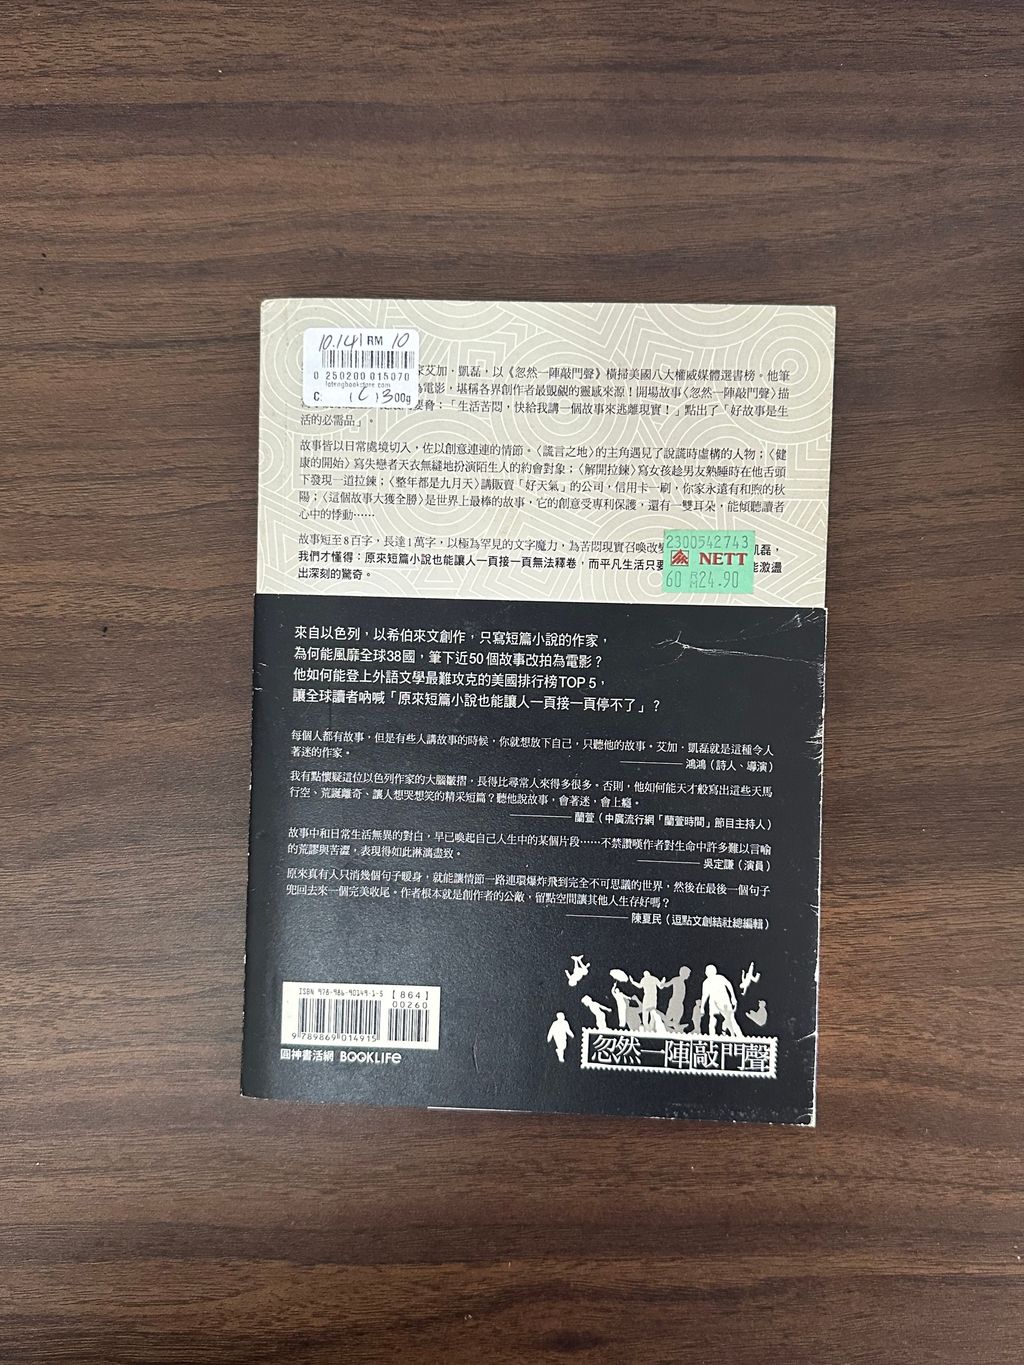 10.14 RM 10
0 250200 015070
lotengbookstore.com
C. ( C ) 300g
家艾加·凱磊，以《忽然一陣敲門聲》橫掃美國八大權威媒體選書榜。他筆
為電影，堪稱各界創作者最覬覦的靈感來源！開場故事〈忽然一陣敲門聲〉描
要脅；「生活苦悶，快給我講一個故事來逃離現實！」點出了「好故事是生
活的必需品」。
故事皆以日常處境切入，佐以創意連連的情節。〈謊言之地〉的主角遇見了說謊時虛構的人物；〈健
康的開始〉寫失戀者天衣無縫地扮演陌生人的約會對象；〈解開拉鍊〉寫女孩趁男友熟睡時在他舌頭
下發現一道拉鍊；〈整年都是九月天〉講販賣「好天氣」的公司，信用卡一刷，你家永遠有和煦的秋
陽；〈這個故事大獲全勝〉是世界上最棒的故事，它的創意受專利保護，還有一雙耳朵，能傾聽讀者
心中的悸動……
故事短至8百字，長達1萬字，以極為罕見的文字魔力，為苦悶現實召喚改變 凱磊，
我們才懂得：原來短篇小說也能讓人一頁接一頁無法釋卷，而平凡生活只要 能激盪
出深刻的驚奇。
2300542743
NETT
60 RM24.90
來自以色列，以希伯來文創作，只寫短篇小說的作家，
為何能風靡全球38國，筆下近50個故事改拍為電影？
他如何能登上外語文學最難攻克的美國排行榜TOP 5，
讓全球讀者吶喊「原來短篇小說也能讓人一頁接一頁停不了」？
每個人都有故事，但是有些人講故事的時候，你就想放下自己，只聽他的故事。艾加·凱磊就是這種令人
著迷的作家。
——鴻鴻（詩人、導演）
我有點懷疑這位以色列作家的大腦皺摺，長得比尋常人來得多很多。否則，他如何能天才般寫出這些天馬
行空、荒誕離奇、讓人想哭想笑的精采短篇？聽他說故事，會著迷，會上癮。
——蘭萱（中廣流行網「蘭萱時間」節目主持人）
故事中和日常生活無異的對白，早已喚起自己人生中的某個片段……不禁讚嘆作者對生命中許多難以言喻
的荒謬與苦澀，表現得如此淋漓盡致。
——吳定謙（演員）
原來真有人只消幾個句子暖身，就能讓情節一路連環爆炸飛到完全不可思議的世界，然後在最後一個句子
兜回去來一個完美收尾。作者根本就是創作者的公敵，留點空間讓其他人生存好嗎？
——陳夏民（逗點文創結社總編輯）
ISBN 978-986-90149-1-5 【864】
00260
9 789869 014915
圓神書活網 BOOKLIFE
忽然一陣敲門聲